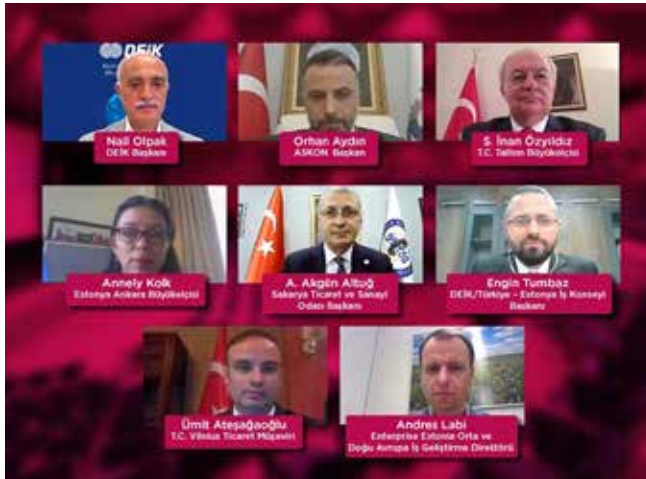 DEİK
Nail Olpak
DEİK Başkanı
Orhan Aydın
ASKON Başkan
S. İnan Özyıldız
T.C. Tallinn Büyükelçisi
Annely Kolk
Estonya Ankara Büyükelçisi
A. Akgün Altuğ
Sakarya Ticaret ve Sanayi
Odası Başkanı
Engin Tumbaz
DEİK/Türkiye – Estonya İş Konseyi
Başkanı
Ümit Ateşağaoğlu
T.C. Vilnius Ticaret Müşaviri
Andres Labi
Enterprise Estonia Orta ve
Doğu Avrupa İş Geliştirme Direktörü